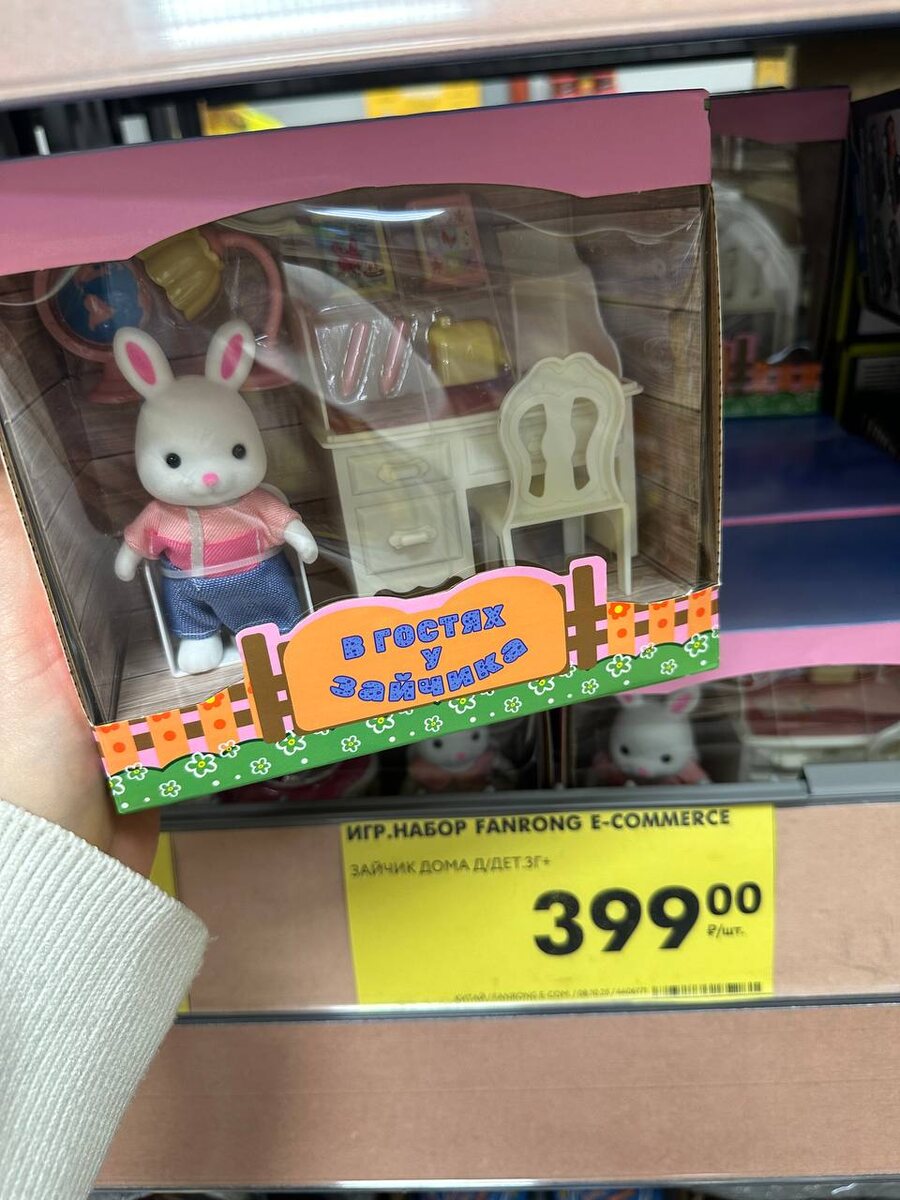 В ГОСТЯХ
У
ЗАЙЧИКА
ИГР.НАБОР FANRONG E-COMMERCE
ЗАЙЧИК ДОМА Д/ДЕТ.3Г+
399 00
₽/шт.